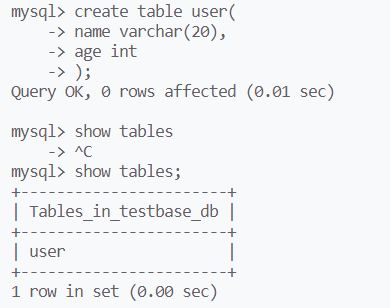 mysql> create table user(
    -> name varchar(20),
    -> age int
    -> );
Query OK, 0 rows affected (0.01 sec)

mysql> show tables
    -> ^C
mysql> show tables;
+----------------------+
| Tables_in_testbase_db |
+----------------------+
| user                 |
+----------------------+
1 row in set (0.00 sec)